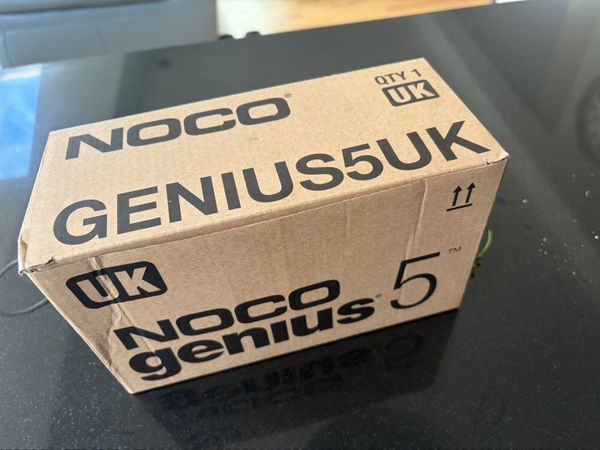 NOCO®
QTY 1
UK
GENIUS5UK
UK
NOCO
genius® 5™